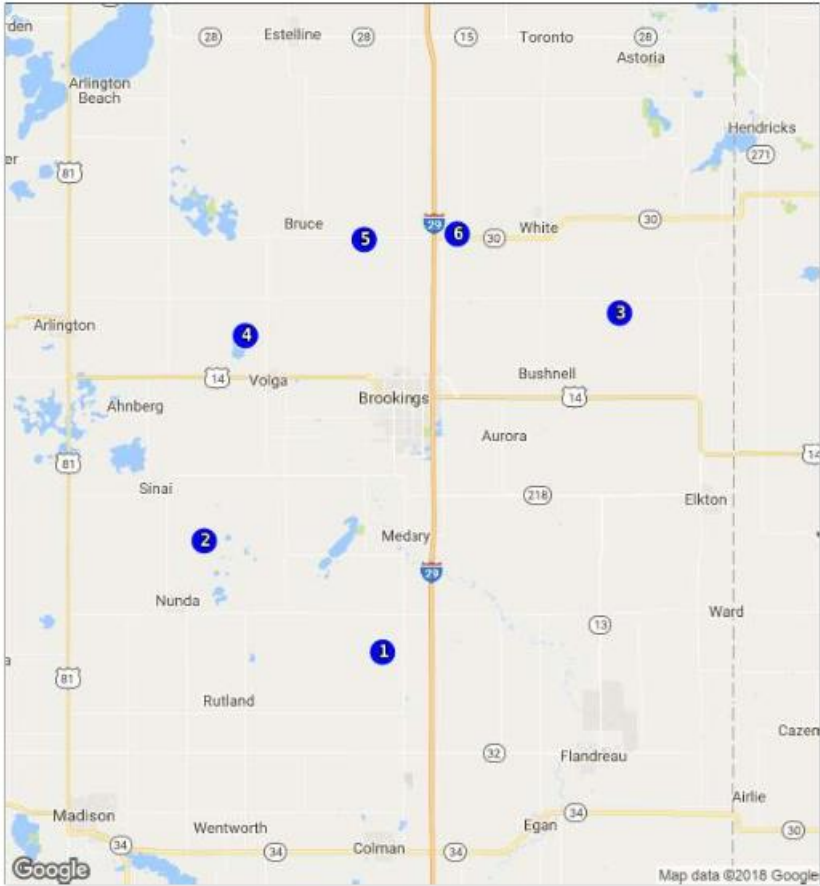 den
28
Estelline
28
15
Toronto
28
Astoria
Arlington
Beach
Hendricks
271
er
81
Bruce
5
29
6
30
White
30
Arlington
4
3
14
Volga
Bushnell
Ahnberg
Brookings
14
Aurora
81
14
Sinai
218
Elkton
2
Medary
29
Nunda
13
Ward
1
81
Rutland
Cazen
32
Flandreau
Airlie
Madison
34
Wentworth
Egan
30
34
34
Colman
34
Google
Map data ©2018 Google